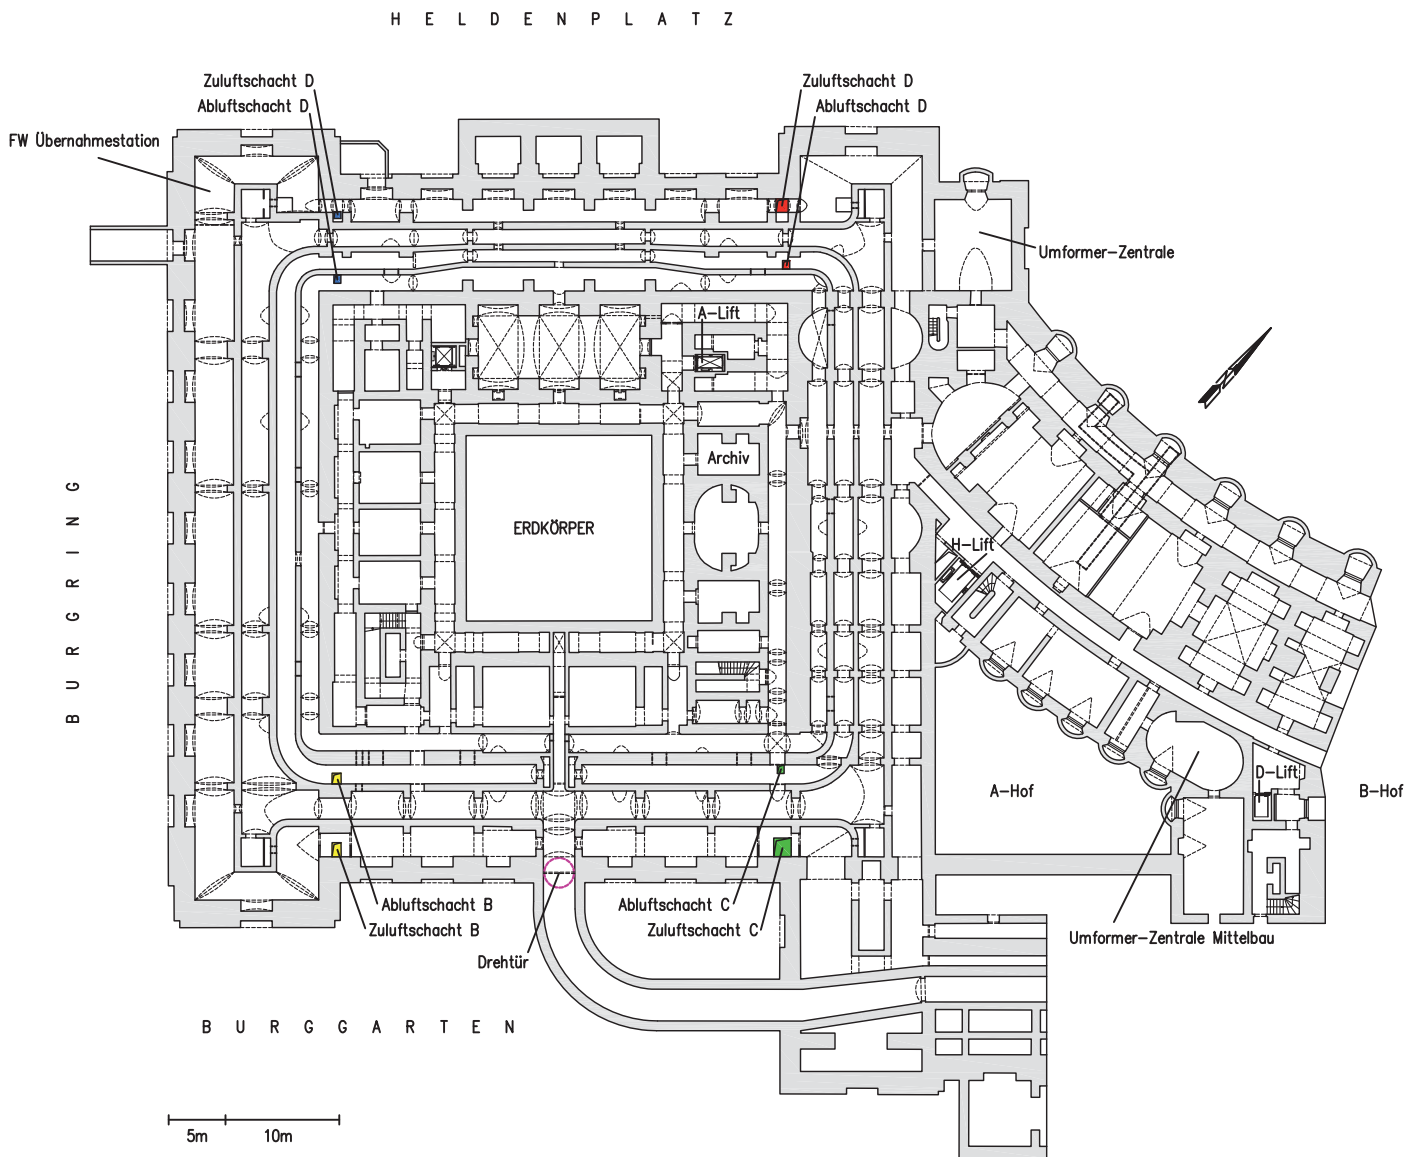 HELDENPLATZ
Zuluftschacht D
Abluftschacht D
Zuluftschacht D
Abluftschacht D
FW Übernahmestation
Umformer-Zentrale
A-Lift
N
Archiv
ERDKÖRPER
H-Lift
BURGRING
D-Lift
A-Hof
B-Hof
Abluftschacht B
Zuluftschacht B
Abluftschacht C
Zuluftschacht C
Drehtür
Umformer-Zentrale Mittelbau
BURGGARTEN
5m 10m